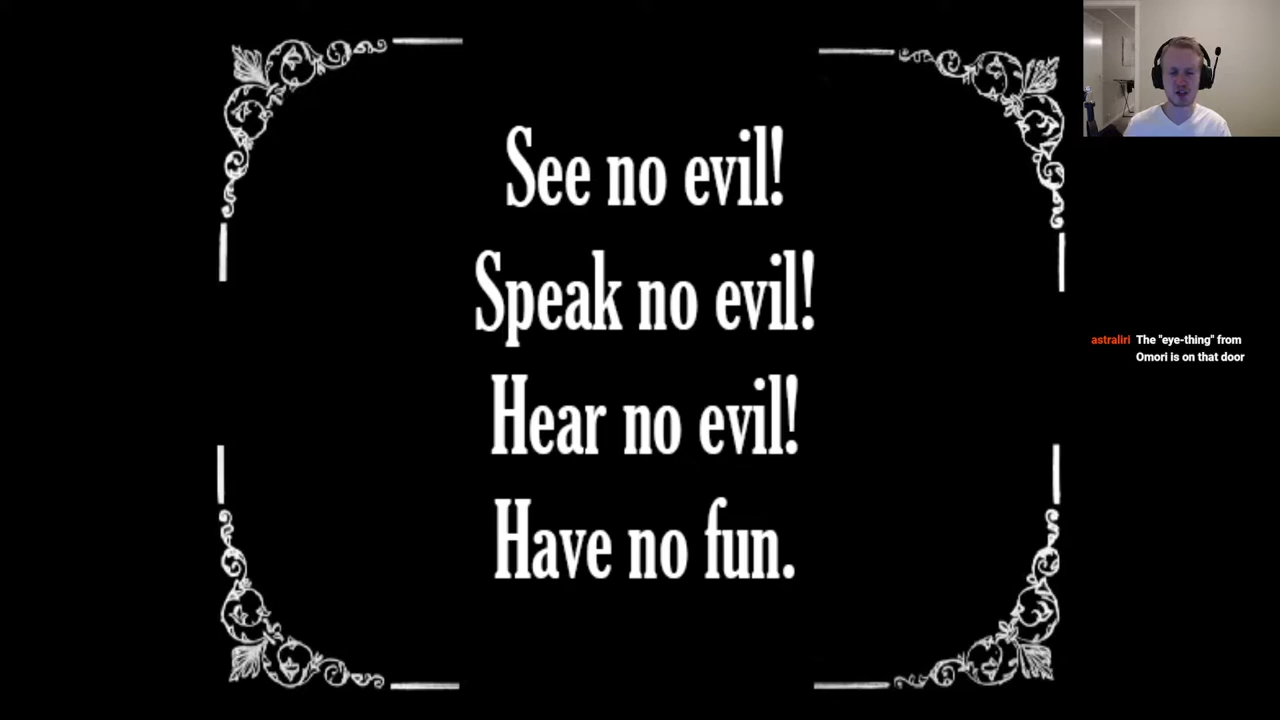 See no evil!
Speak no evil!
Hear no evil!
Have no fun.
astraliri The "eye-thing" from
Omori is on that door